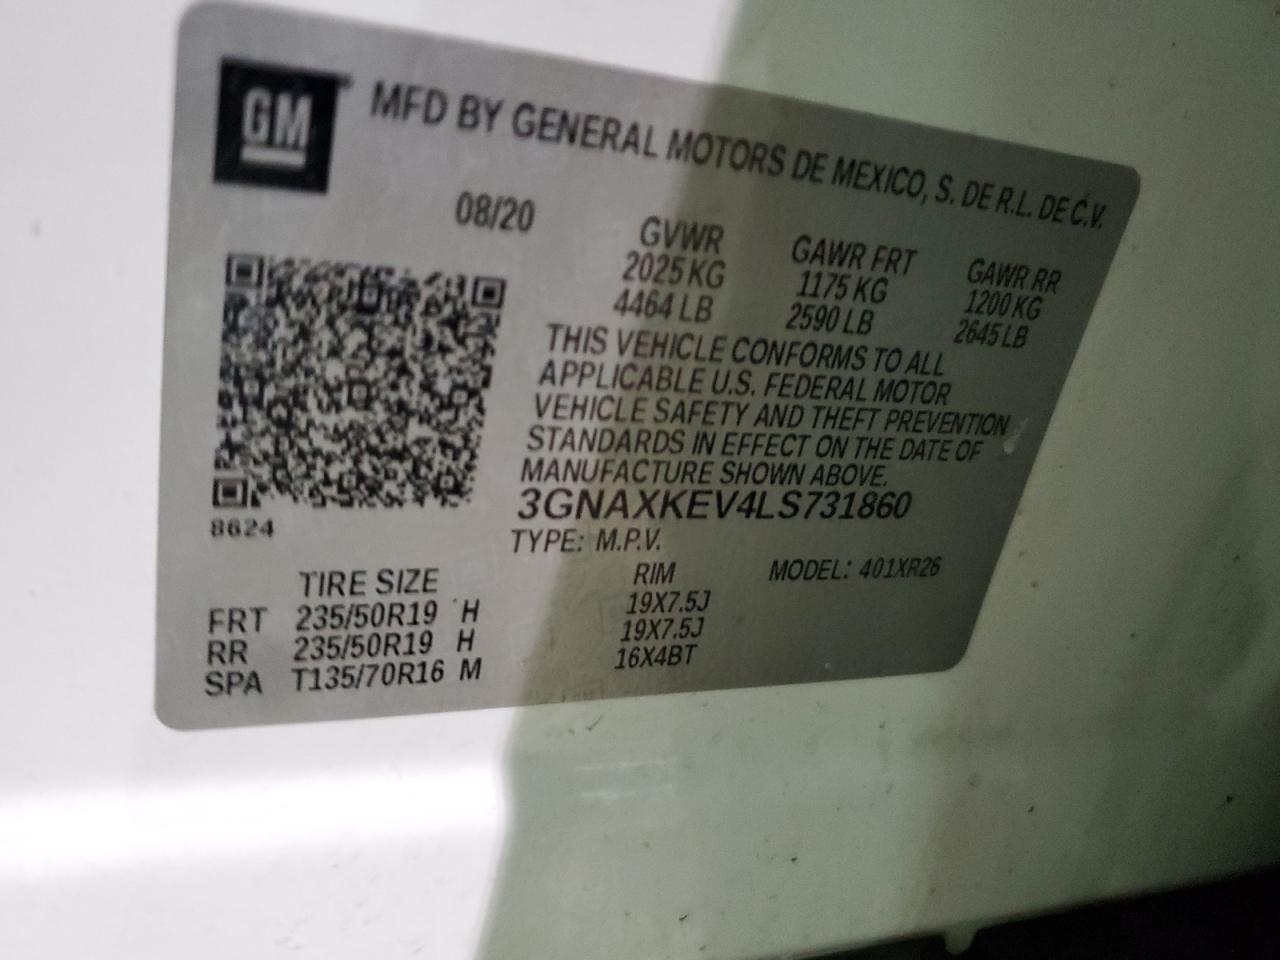 GM
MFD BY GENERAL MOTORS DE MEXICO, S. DE R.L. DE C.V.
08/20
GVWR GAWR FRT GAWR RR
2025 KG 1175 KG 1200 KG
4464 LB 2590 LB 2645 LB
THIS VEHICLE CONFORMS TO ALL
APPLICABLE U.S. FEDERAL MOTOR
VEHICLE SAFETY AND THEFT PREVENTION
STANDARDS IN EFFECT ON THE DATE OF
MANUFACTURE SHOWN ABOVE.
3GNAXKEV4LS731860
8624
TYPE: M.P.V. MODEL: 401XR26
TIRE SIZE RIM
FRT 235/50R19 H 19X7.5J
RR 235/50R19 H 19X7.5J
SPA T135/70R16 M 16X4BT